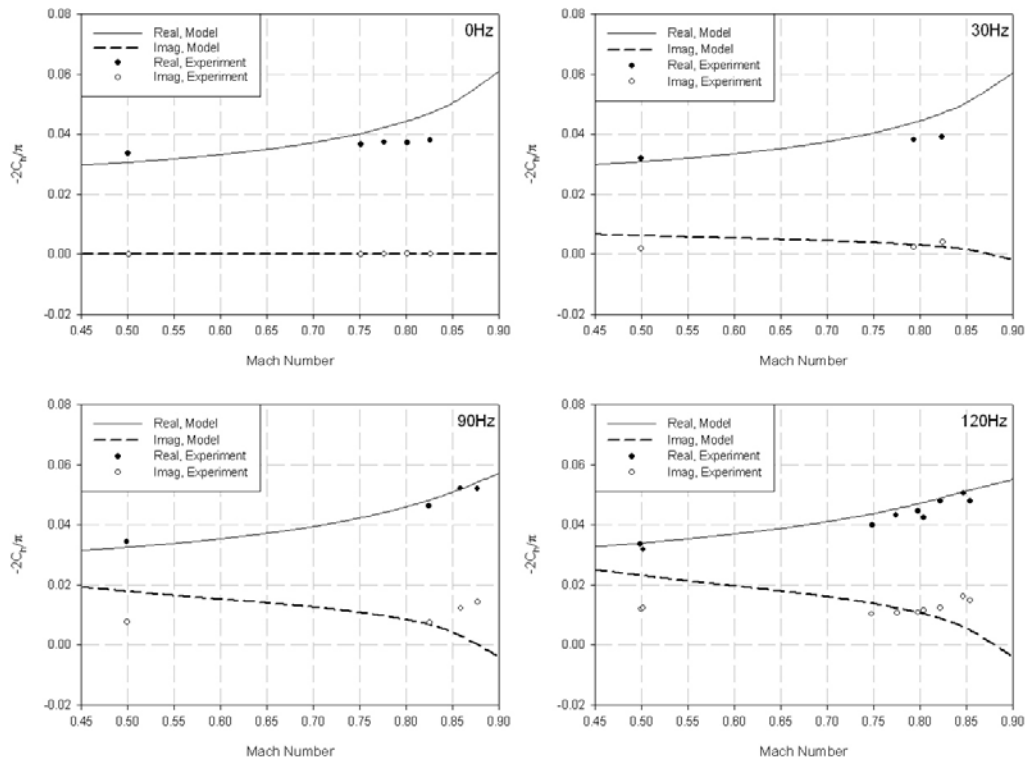 0Hz
Real, Model
Imag, Model
Real, Experiment
Imag, Experiment
0.08
0.06
0.04
0.02
0.00
-0.02
-2Cₕ/π
0.45 0.50 0.55 0.60 0.65 0.70 0.75 0.80 0.85 0.90
Mach Number
30Hz
Real, Model
Imag, Model
Real, Experiment
Imag, Experiment
0.08
0.06
0.04
0.02
0.00
-0.02
-2Cₕ/π
0.45 0.50 0.55 0.60 0.65 0.70 0.75 0.80 0.85 0.90
Mach Number
90Hz
Real, Model
Imag, Model
Real, Experiment
Imag, Experiment
0.08
0.06
0.04
0.02
0.00
-0.02
-2Cₕ/π
0.45 0.50 0.55 0.60 0.65 0.70 0.75 0.80 0.85 0.90
Mach Number
120Hz
Real, Model
Imag, Model
Real, Experiment
Imag, Experiment
0.08
0.06
0.04
0.02
0.00
-0.02
-2Cₕ/π
0.45 0.50 0.55 0.60 0.65 0.70 0.75 0.80 0.85 0.90
Mach Number